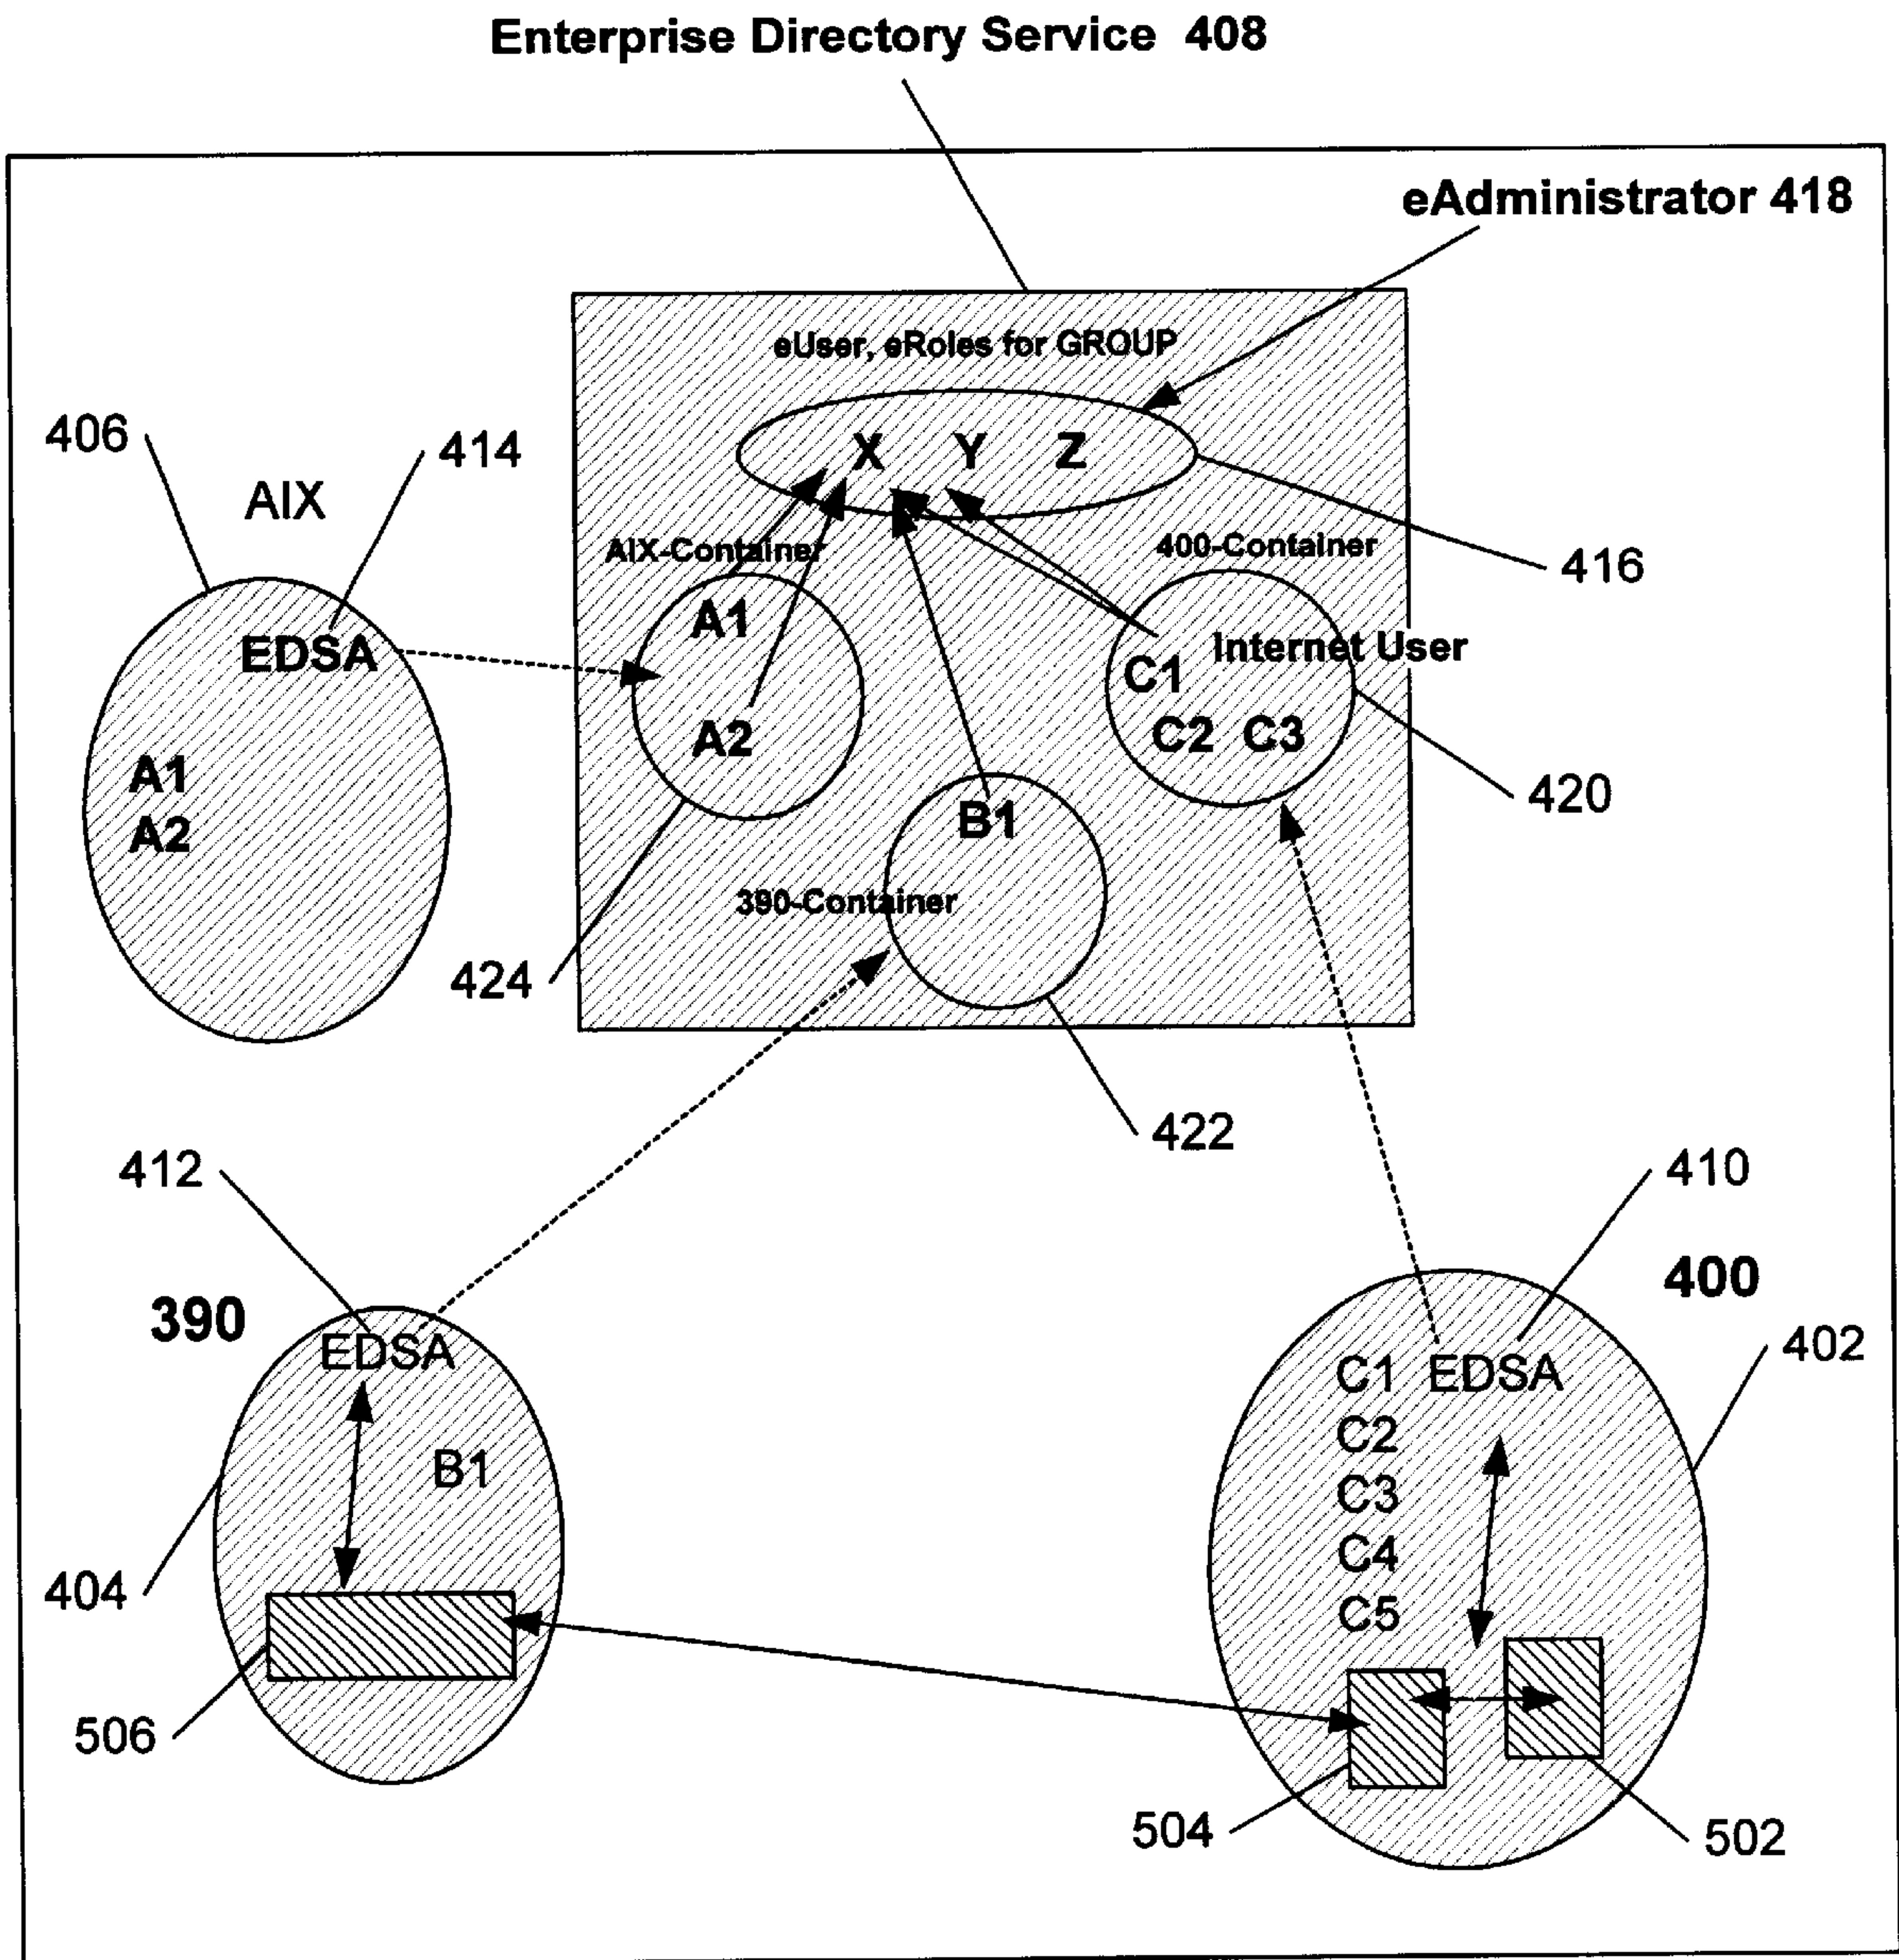 Enterprise Directory Service 408
eAdministrator 418
eUser, eRoles for GROUP
406
414
X Y Z
AIX
AIX-Container
400-Container
416
A1
EDSA
Internet User
C1
A2
C2 C3
A1
420
B1
A2
390-Container
424
422
412
410
400
390
EDSA
402
C1 EDSA
C2
B1
C3
C4
404
C5
506
504
502